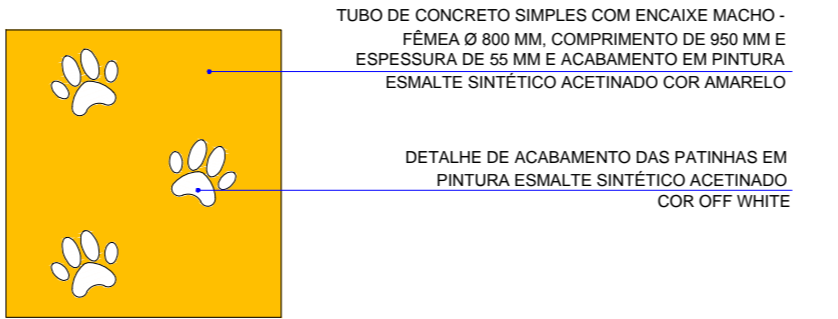 TUBO DE CONCRETO SIMPLES COM ENCAIXE MACHO -
FÊMEA Ø 800 MM, COMPRIMENTO DE 950 MM E
ESPESSURA DE 55 MM E ACABAMENTO EM PINTURA
ESMALTE SINTÉTICO ACETINADO COR AMARELO
DETALHE DE ACABAMENTO DAS PATINHAS EM
PINTURA ESMALTE SINTÉTICO ACETINADO
COR OFF WHITE